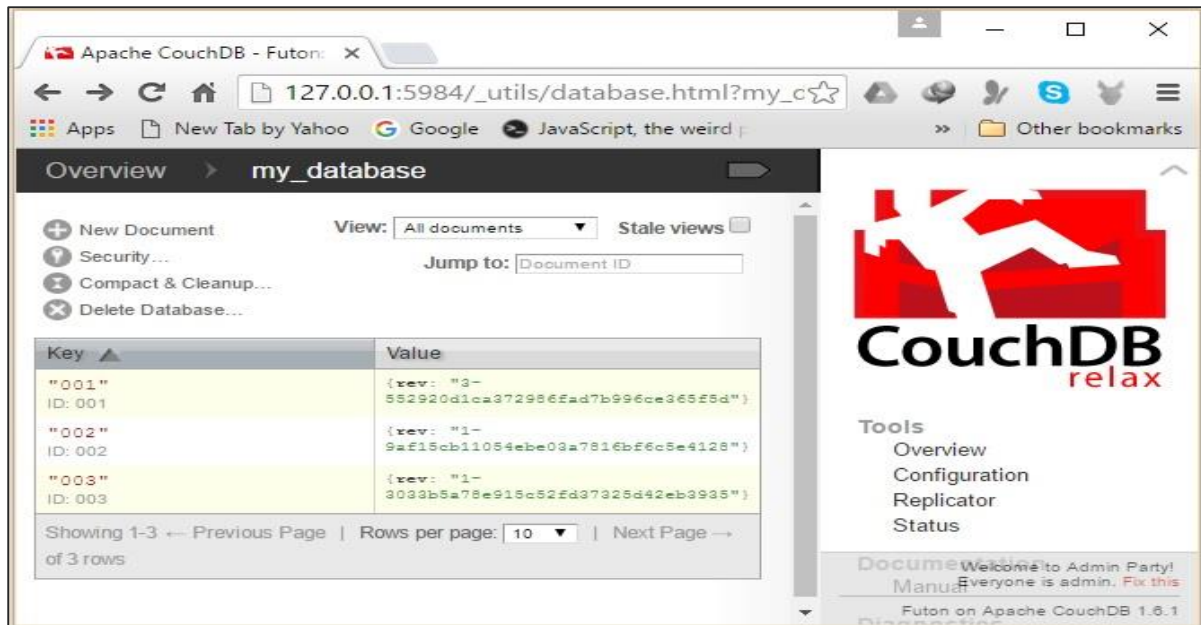 Apache CouchDB - Futon:
127.0.0.1:5984/_utils/database.html?my_c
Apps New Tab by Yahoo Google JavaScript, the weird p » Other bookmarks
Overview my_database
New Document
Security...
Compact & Cleanup...
Delete Database...
View: All documents Stale views
Jump to: Document ID
Key Value
"001"
ID: 001
{rev: "3-
552920d1ca372986fad7b996ce365f5d"}
"002"
ID: 002
{rev: "1-
9af15cb11054ebe03a7816bf6c5e4128"}
"003"
ID: 003
{rev: "1-
3033b5a78e915c52fd37325d42eb3935"}
Showing 1-3 ← Previous Page | Rows per page: 10 | Next Page →
of 3 rows
CouchDB
relax
Tools
Overview
Configuration
Replicator
Status
Documentation
Manual
Welcome to Admin Party!
Everyone is admin. Fix this
Futon on Apache CouchDB 1.6.1
Diagnostics